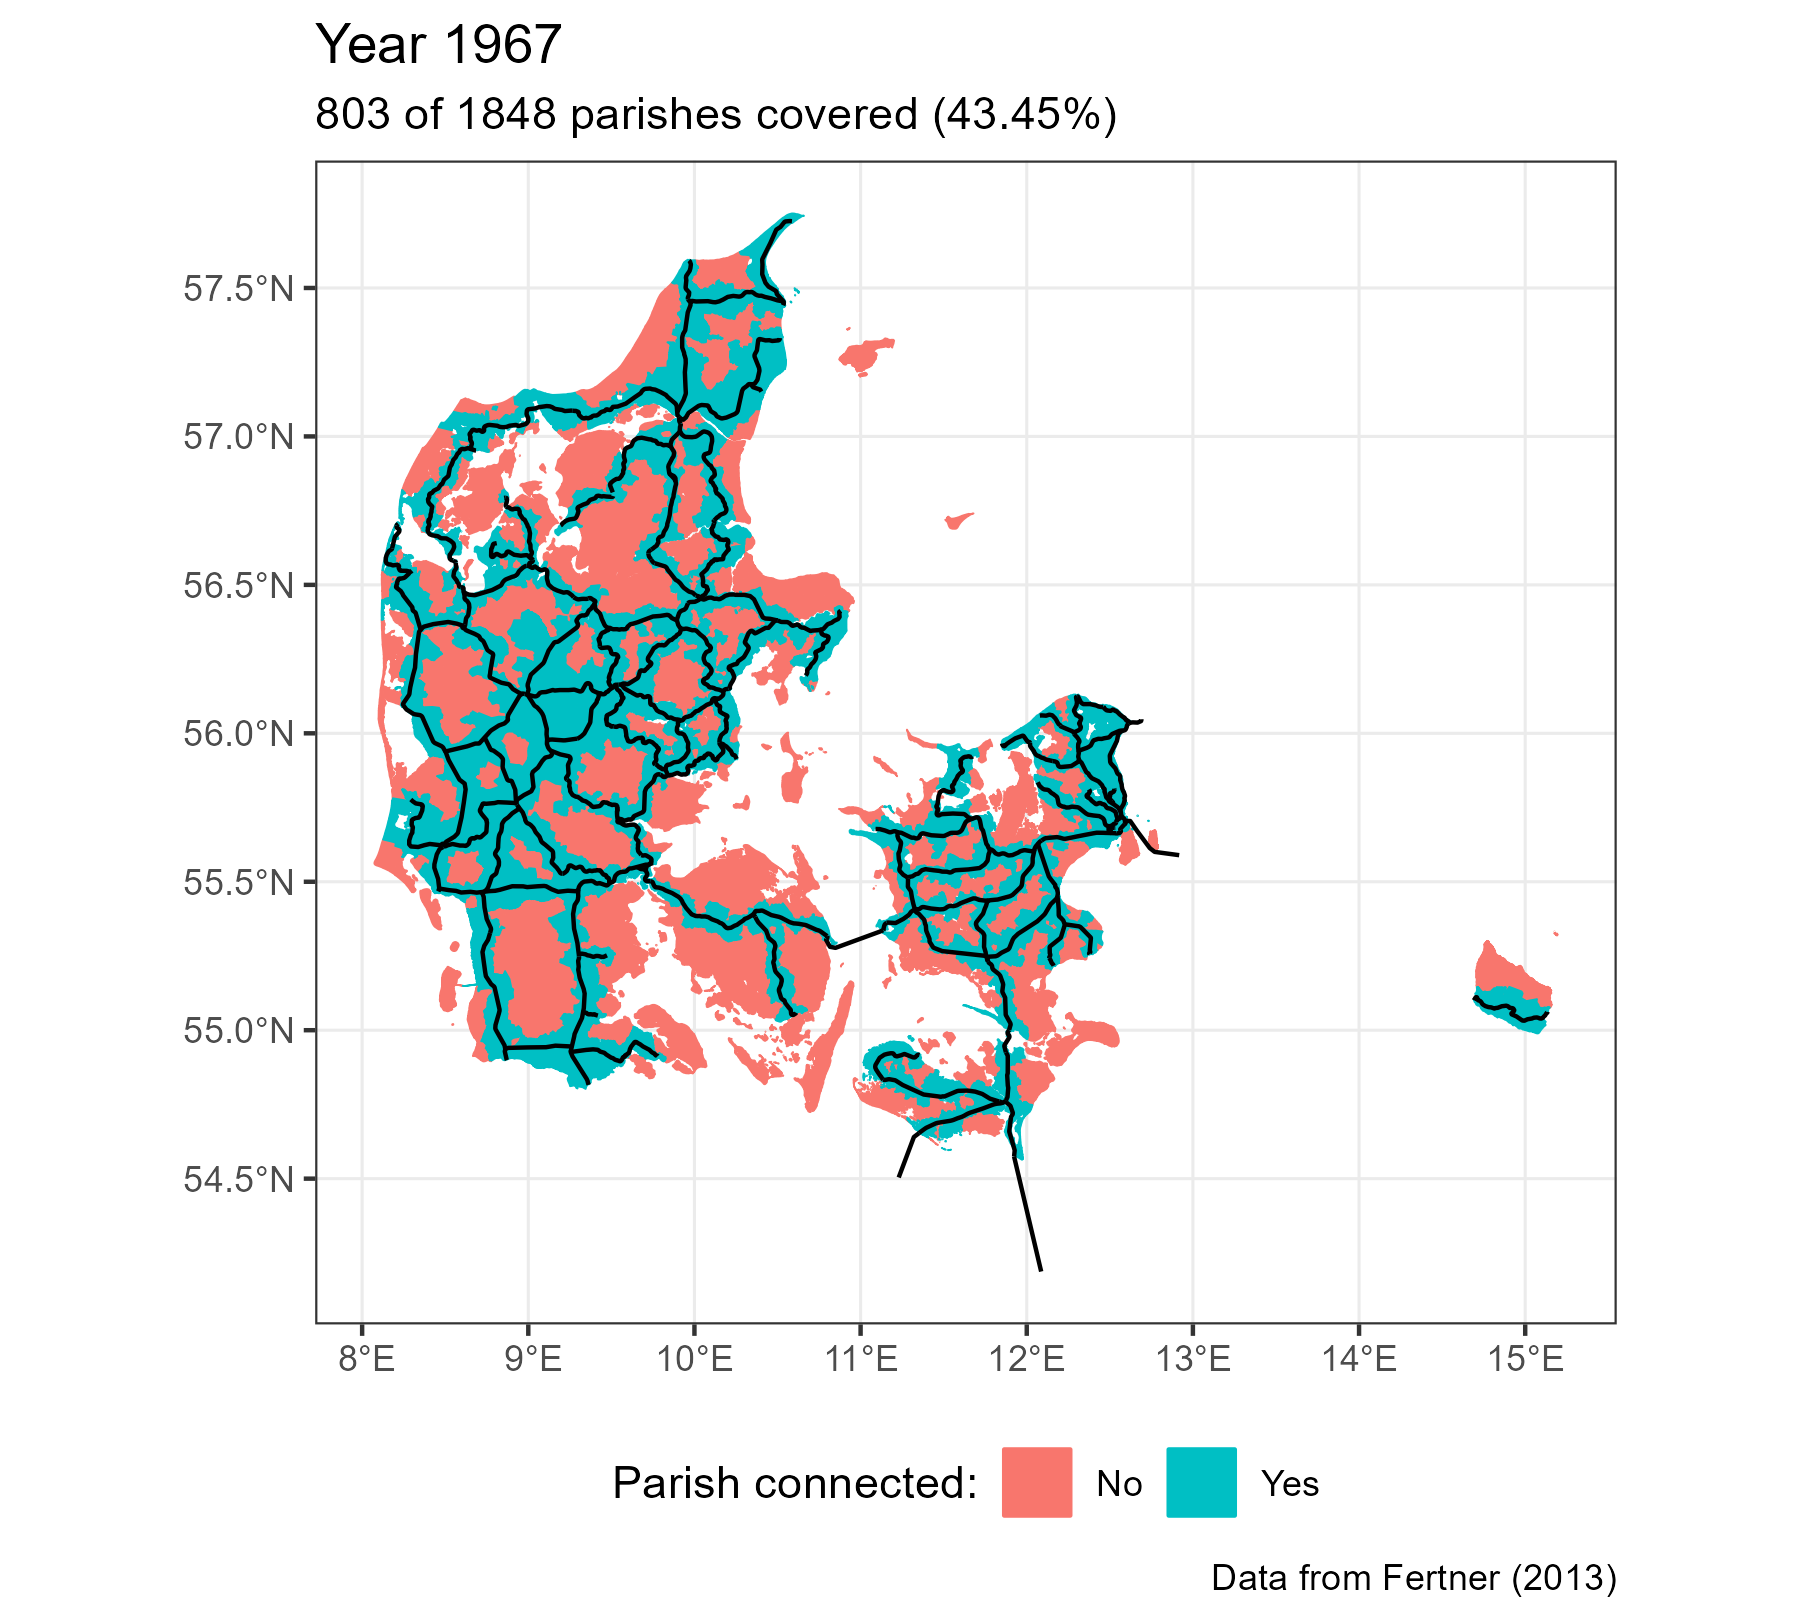 Year 1967
803 of 1848 parishes covered (43.45%)
57.5°N
57.0°N
56.5°N
56.0°N
55.5°N
55.0°N
54.5°N
8°E 9°E 10°E 11°E 12°E 13°E 14°E 15°E
Parish connected: No Yes
Data from Fertner (2013)